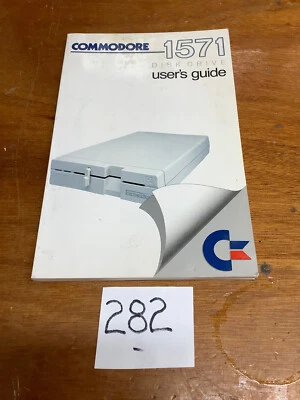 COMMODORE 1571
DISK DRIVE
user's guide
282
-